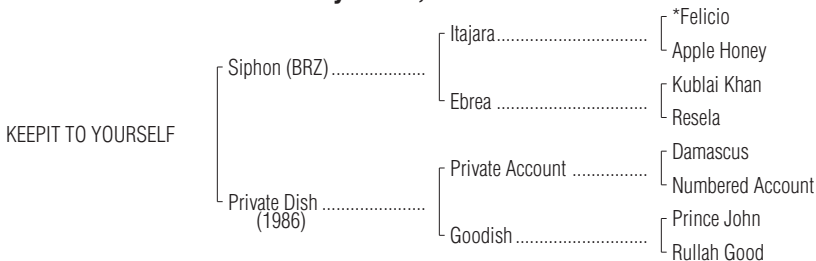 *Felicio
Itajara
Apple Honey
Siphon (BRZ)
Kublai Khan
Ebrea
Resela
KEEPIT TO YOURSELF
Damascus
Private Account
Numbered Account
Private Dish
(1986)
Prince John
Goodish
Rullah Good